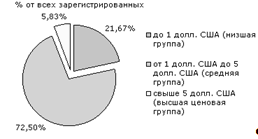 % от всех зарегистрированных
5,83%
21,67%
72,50%
до 1 долл. США (низшая
группа)
от 1 долл. США до 5
долл. США (средняя
группа)
свыше 5 долл. США
(высшая ценовая
группа)